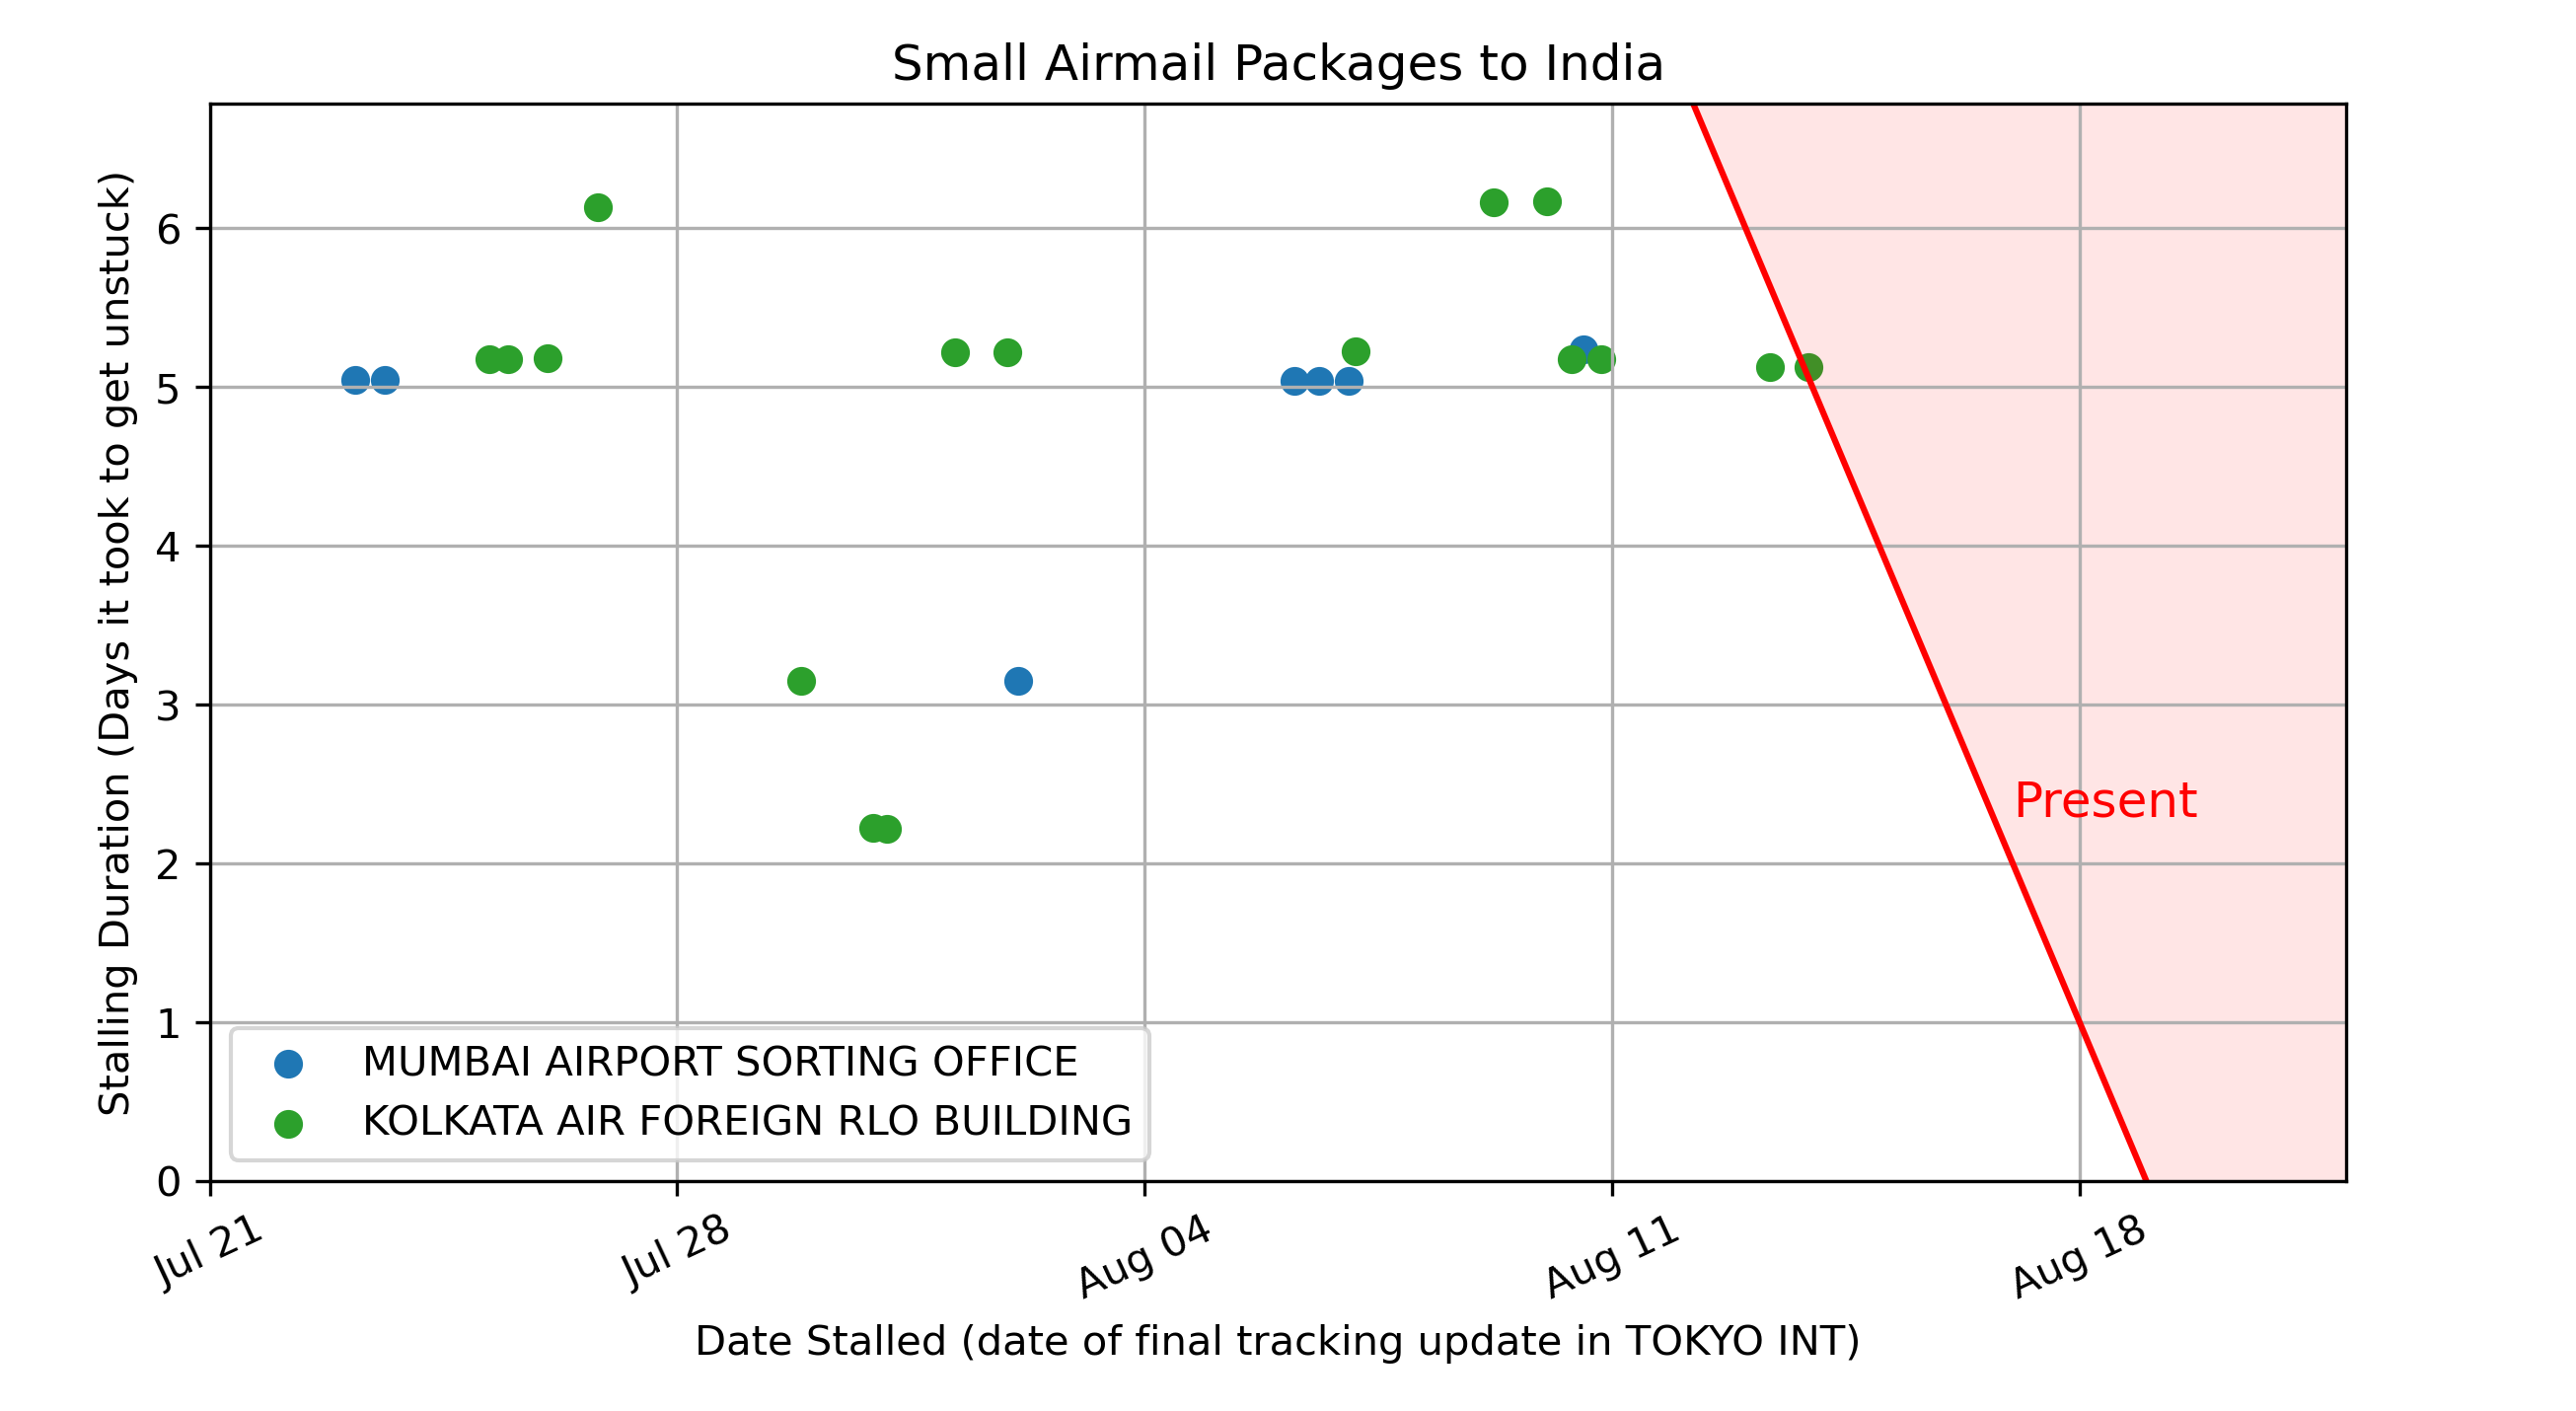 Small Airmail Packages to India
Stalling Duration (Days it took to get unstuck)
6
5
4
3
2
1
0
Present
MUMBAI AIRPORT SORTING OFFICE
KOLKATA AIR FOREIGN RLO BUILDING
Jul 21
Jul 28
Aug 04
Aug 11
Aug 18
Date Stalled (date of final tracking update in TOKYO INT)